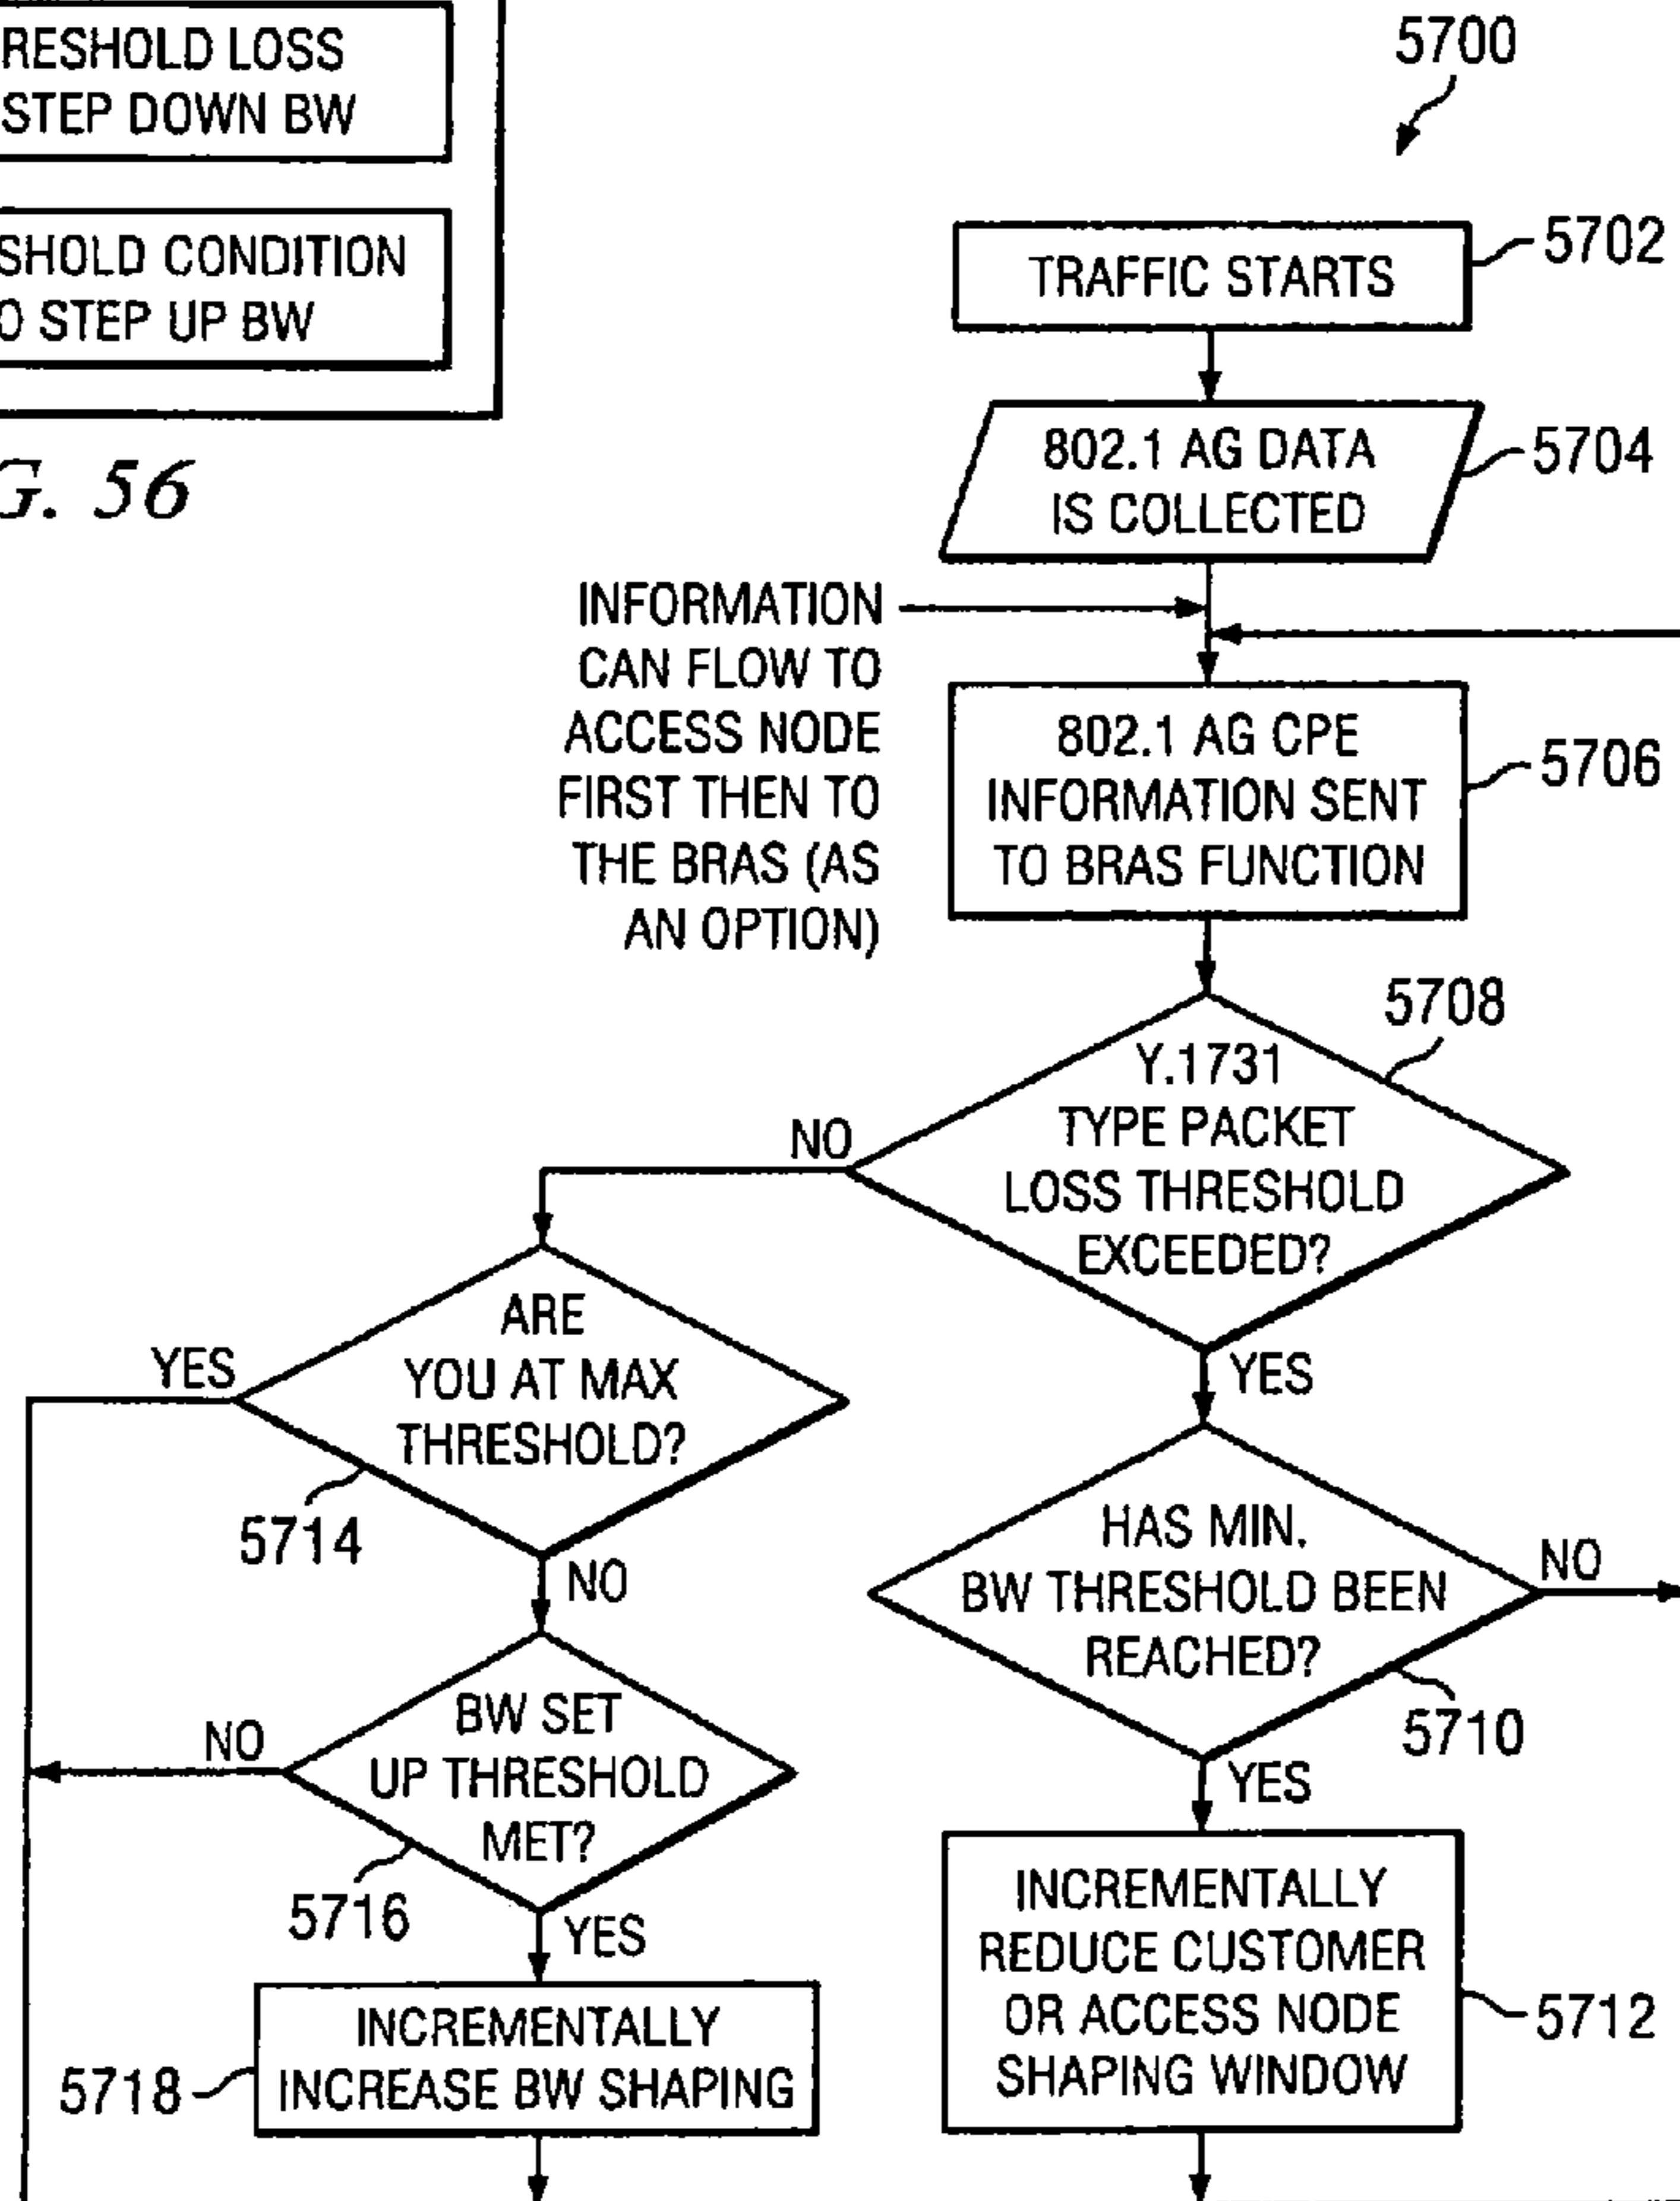 RESHOLD LOSS
STEP DOWN BW
SHOLD CONDITION
O STEP UP BW
G. 56
5700
TRAFFIC STARTS
5702
802.1 AG DATA
IS COLLECTED
5704
INFORMATION
CAN FLOW TO
ACCESS NODE
FIRST THEN TO
THE BRAS (AS
AN OPTION)
802.1 AG CPE
INFORMATION SENT
TO BRAS FUNCTION
5706
5708
Y.1731
TYPE PACKET
LOSS THRESHOLD
EXCEEDED?
NO
YES
ARE
YOU AT MAX
THRESHOLD?
YES
5714
NO
HAS MIN.
BW THRESHOLD BEEN
REACHED?
NO
5710
YES
BW SET
UP THRESHOLD
MET?
NO
5716
YES
INCREMENTALLY
REDUCE CUSTOMER
OR ACCESS NODE
SHAPING WINDOW
5712
INCREMENTALLY
INCREASE BW SHAPING
5718